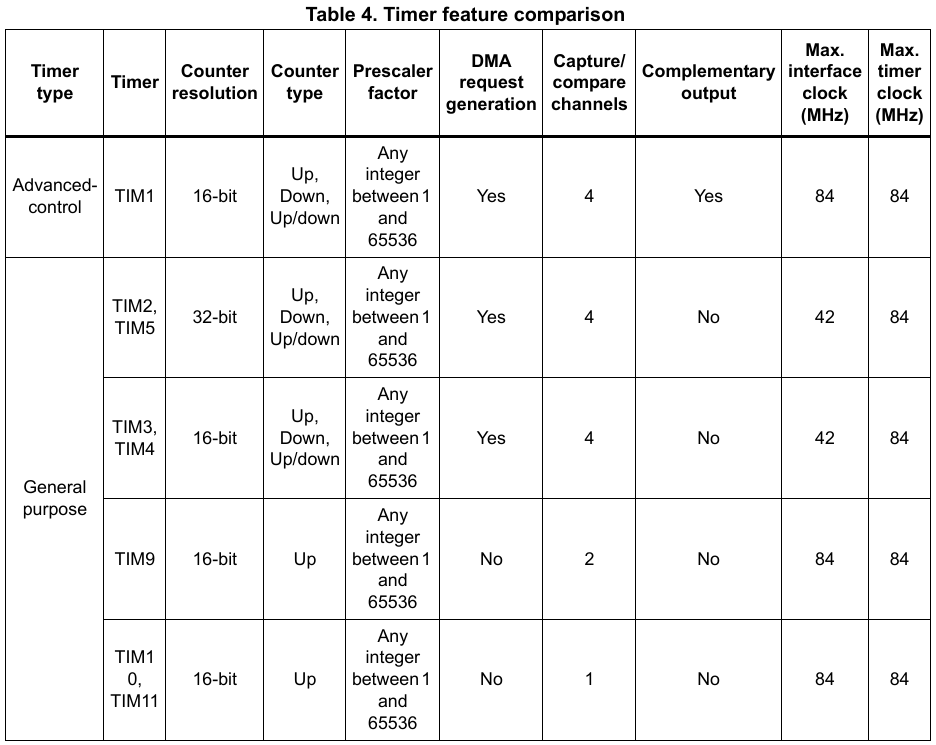 Table 4. Timer feature comparison
Timer
type
Timer
Counter
resolution
Counter
type
Prescaler
factor
DMA
request
generation
Capture/
compare
channels
Complementary
output
Max.
interface
clock
(MHz)
Max.
timer
clock
(MHz)
Advanced-
control
TIM1
16-bit
Up,
Down,
Up/down
Any
integer
between 1
and
65536
Yes
4
Yes
84
84
General
purpose
TIM2,
TIM5
32-bit
Up,
Down,
Up/down
Any
integer
between 1
and
65536
Yes
4
No
42
84
TIM3,
TIM4
16-bit
Up,
Down,
Up/down
Any
integer
between 1
and
65536
Yes
4
No
42
84
TIM9
16-bit
Up
Any
integer
between 1
and
65536
No
2
No
84
84
TIM1
0,
TIM11
16-bit
Up
Any
integer
between 1
and
65536
No
1
No
84
84